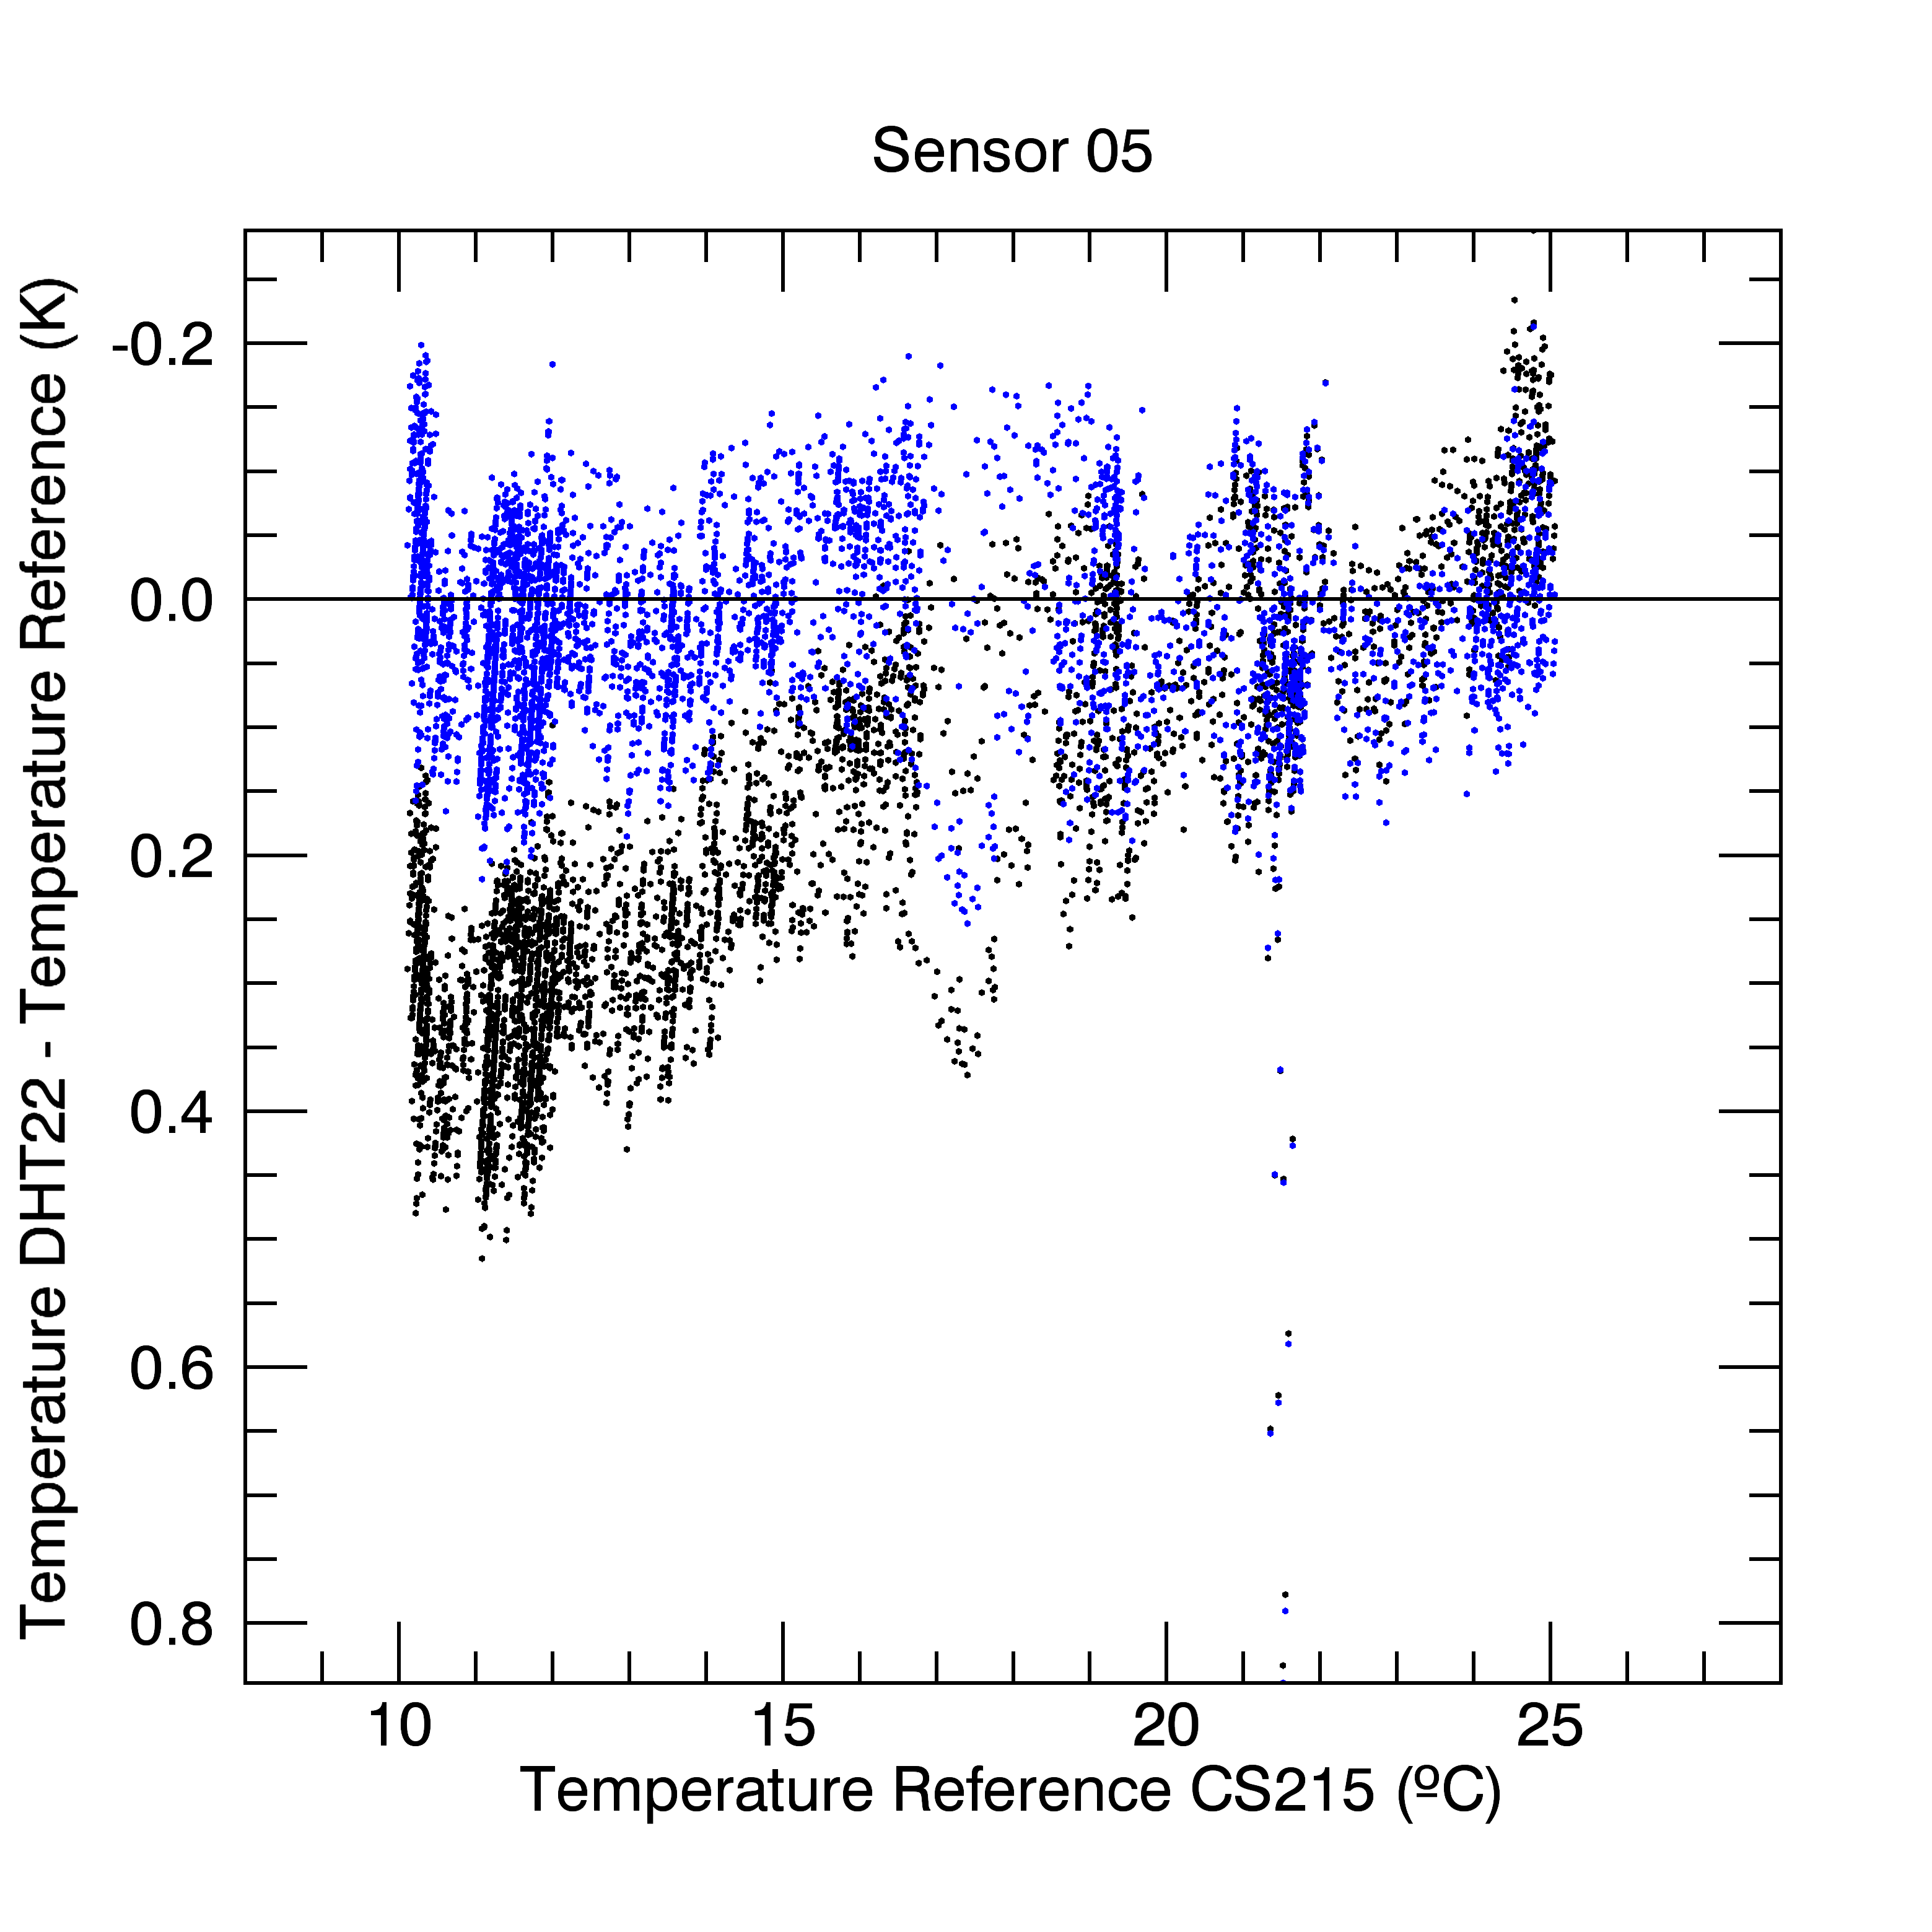 Sensor 05
Temperature DHT22 - Temperature Reference (K)
-0.2
0.0
0.2
0.4
0.6
0.8
10 15 20 25
Temperature Reference CS215 (ºC)